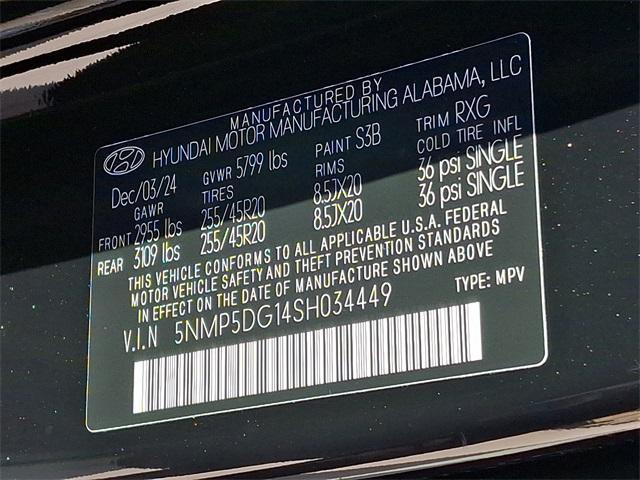 MANUFACTURED BY
HYUNDAI MOTOR MANUFACTURING ALABAMA, LLC
Dec/03/24 GVWR 5799 lbs PAINT S3B TRIM RXG
GAWR TIRES RIMS COLD TIRE INFL
FRONT 2955 lbs 255/45R20 8.5JX20 36 psi SINGLE
REAR 3109 lbs 255/45R20 8.5JX20 36 psi SINGLE
THIS VEHICLE CONFORMS TO ALL APPLICABLE U.S.A. FEDERAL
MOTOR VEHICLE SAFETY AND THEFT PREVENTION STANDARDS
IN EFFECT ON THE DATE OF MANUFACTURE SHOWN ABOVE
V.I.N 5NMP5DG14SH034449 TYPE: MPV